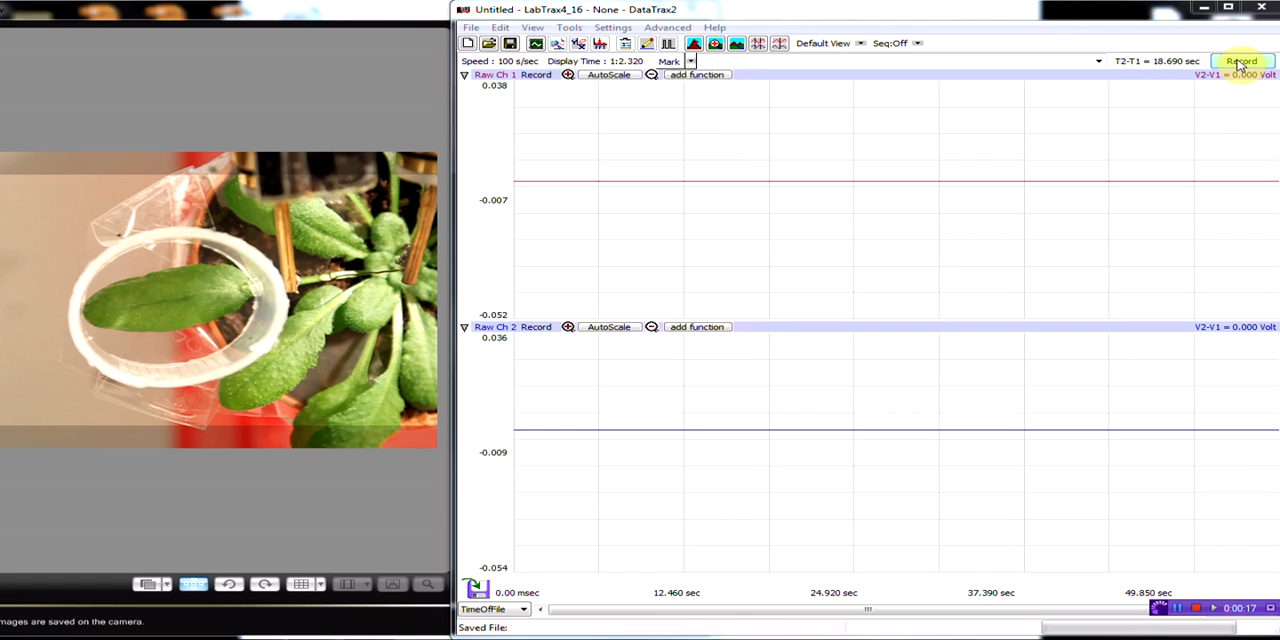 Untitled - LabTrax4_16 - None - DataTrax2
File Edit View Tools Settings Advanced Help
Default View Seq:Off
Speed : 100 s/sec Display Time : 1:2.320 Mark T2-T1 = 18.690 sec Record
Raw Ch 1 Record AutoScale add function V2-V1 = 0.000 Volt
0.038
-0.007
-0.052
Raw Ch 2 Record AutoScale add function V2-V1 = 0.000 Volt
0.036
-0.009
-0.054
0.00 msec 12.460 sec 24.920 sec 37.390 sec 49.850 sec
TimeOfFile 0:00:17
Saved File:
mages are saved on the camera.